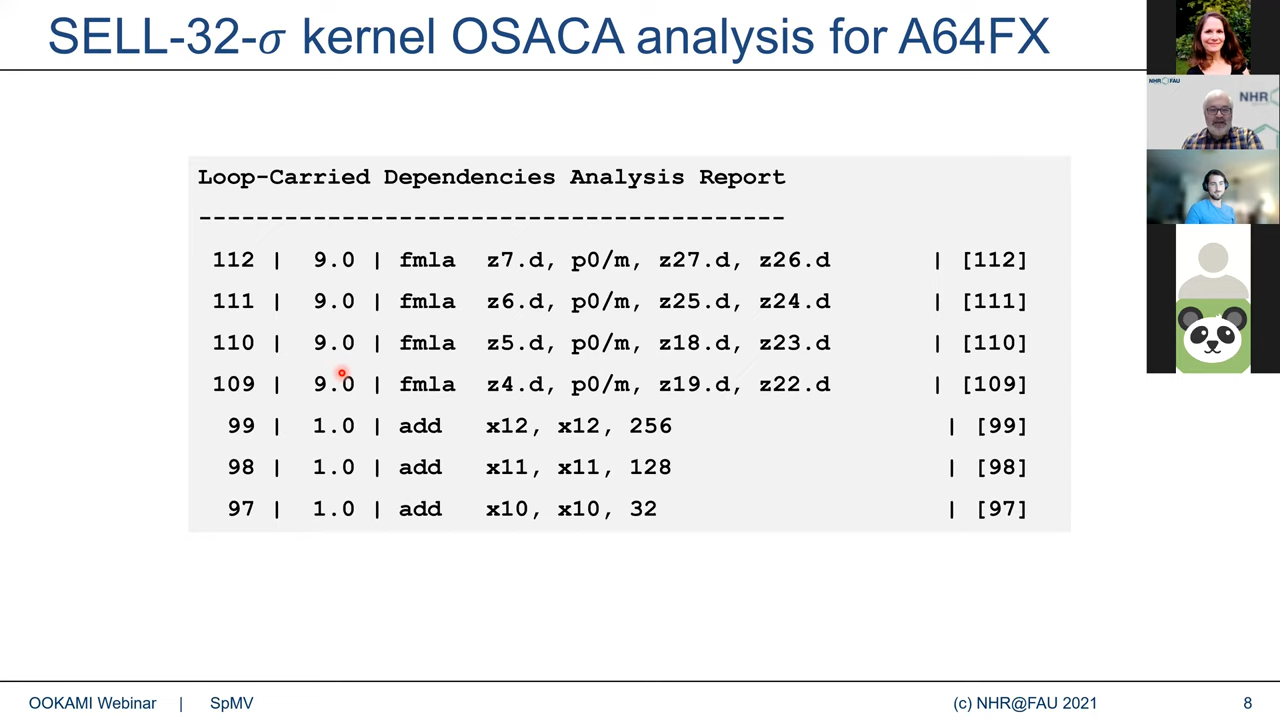 SELL-32-σ kernel OSACA analysis for A64FX
NHR FAU
NHR
Loop-Carried Dependencies Analysis Report
-----------------------------------------
112 | 9.0 | fmla z7.d, p0/m, z27.d, z26.d | [112]
111 | 9.0 | fmla z6.d, p0/m, z25.d, z24.d | [111]
110 | 9.0 | fmla z5.d, p0/m, z18.d, z23.d | [110]
109 | 9.0 | fmla z4.d, p0/m, z19.d, z22.d | [109]
99 | 1.0 | add x12, x12, 256 | [99]
98 | 1.0 | add x11, x11, 128 | [98]
97 | 1.0 | add x10, x10, 32 | [97]
OOKAMI Webinar | SpMV (c) NHR@FAU 2021 8